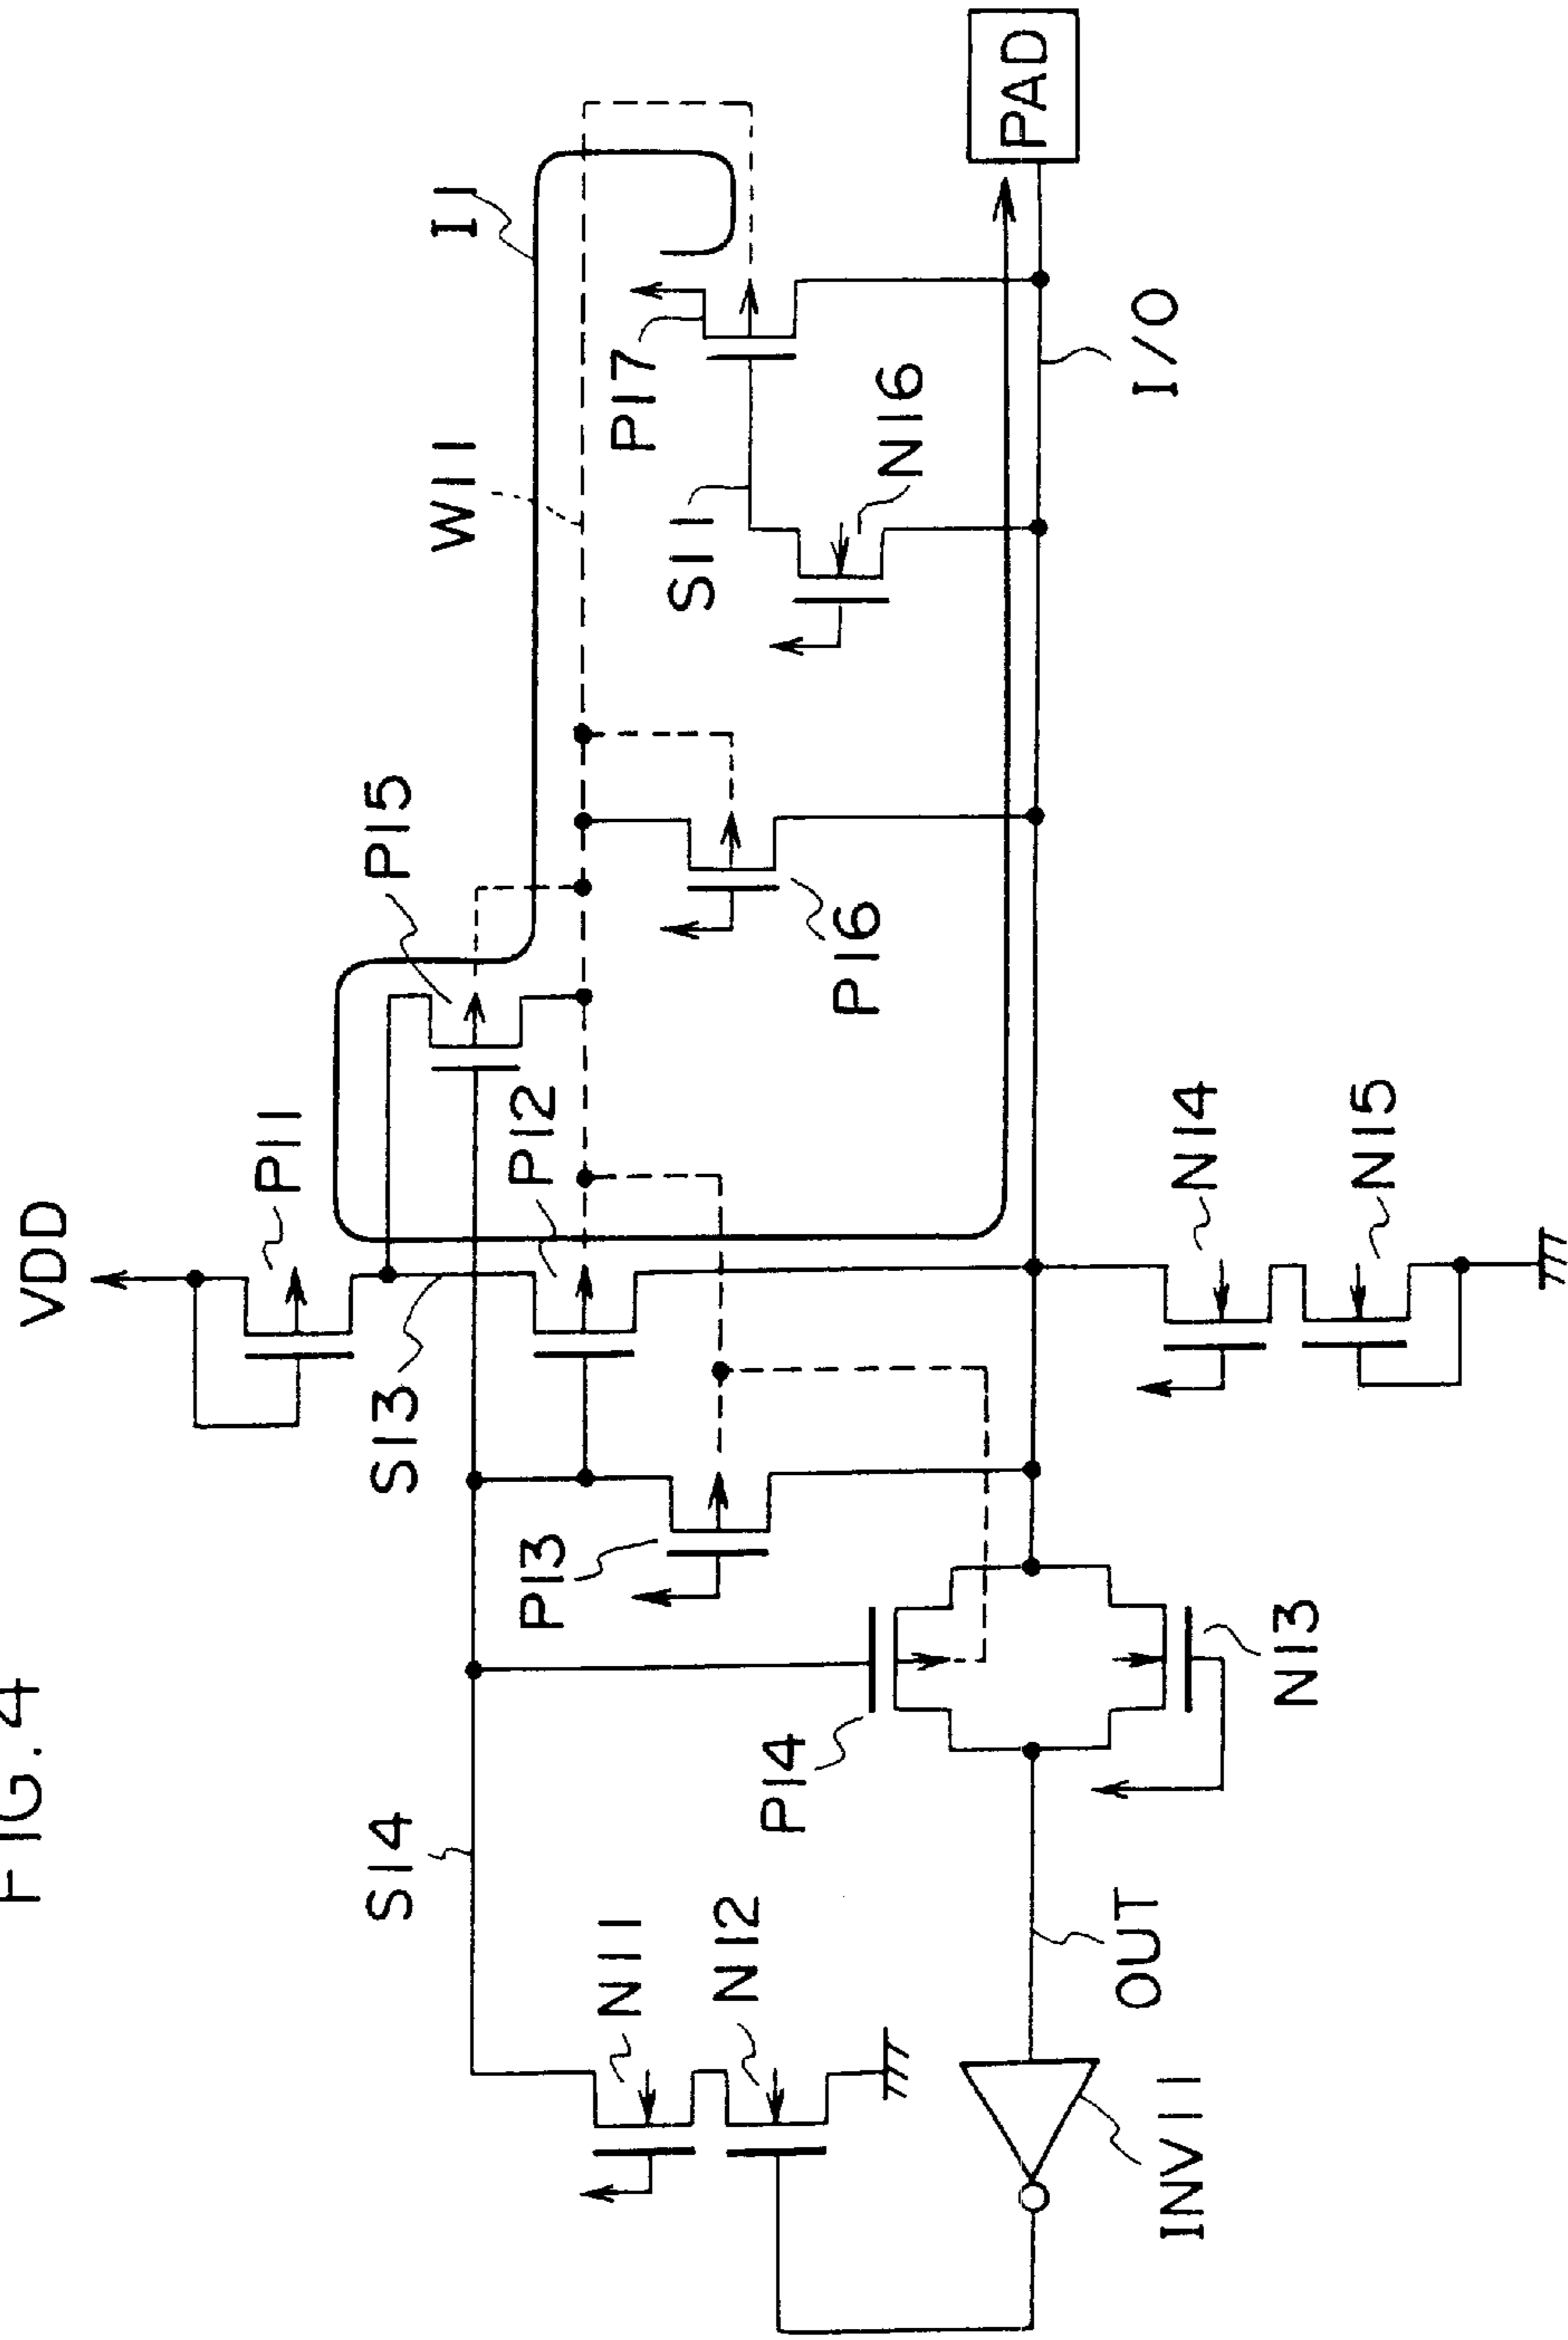 FIG. 4
VDD
P11
S13
P15
P12
W11
I1
P17
S11
N16
P16
PAD
I/O
S14
P13
P14
N11
N12
N13
N14
N15
OUT
INV11